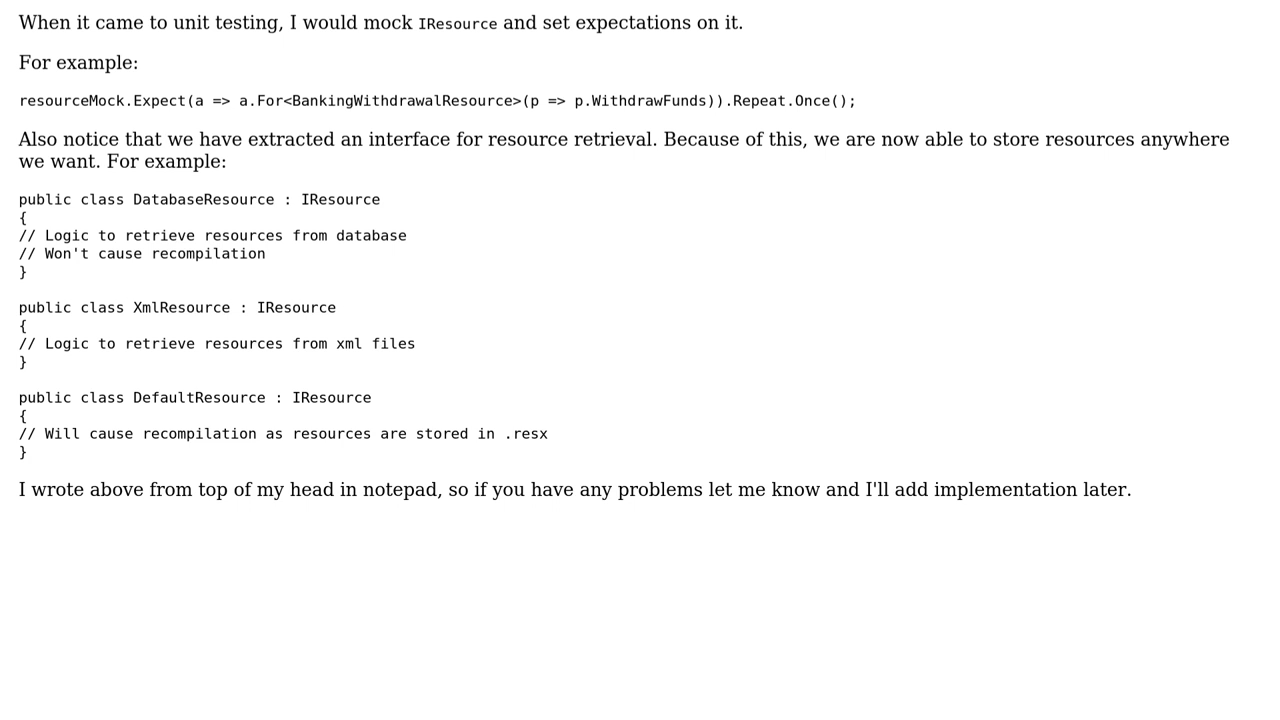 When it came to unit testing, I would mock IResource and set expectations on it.
For example:
resourceMock.Expect(a => a.For<BankingWithdrawalResource>(p => p.WithdrawFunds)).Repeat.Once();
Also notice that we have extracted an interface for resource retrieval. Because of this, we are now able to store resources anywhere
we want. For example:
public class DatabaseResource : IResource
{
// Logic to retrieve resources from database
// Won't cause recompilation
}
public class XmlResource : IResource
{
// Logic to retrieve resources from xml files
}
public class DefaultResource : IResource
{
// Will cause recompilation as resources are stored in .resx
}
I wrote above from top of my head in notepad, so if you have any problems let me know and I'll add implementation later.